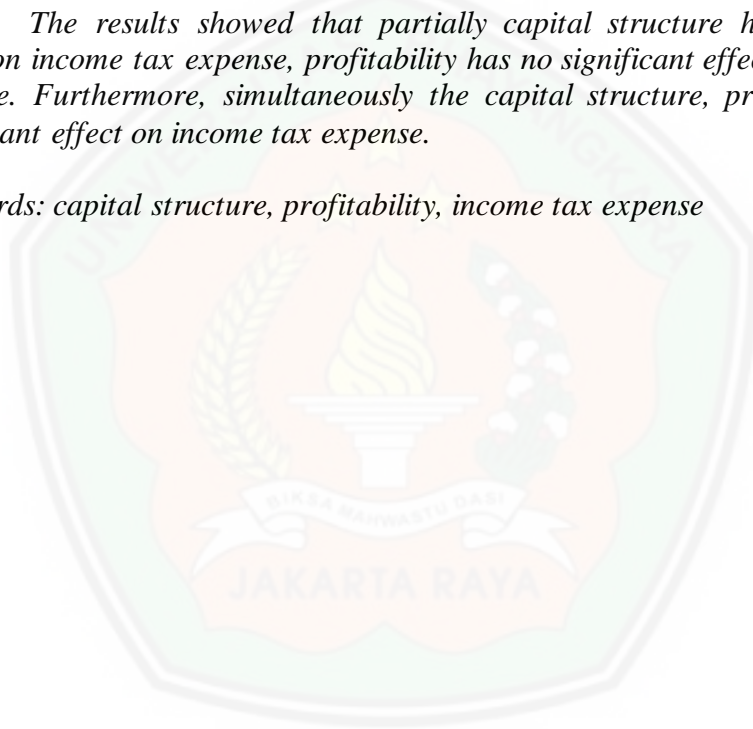 The results showed that partially capital structure h
on income tax expense, profitability has no significant effec
e. Furthermore, simultaneously the capital structure, pr
ant effect on income tax expense.
rds: capital structure, profitability, income tax expense
BIKSA MAHWASTU DASI
JAKARTA RAYA